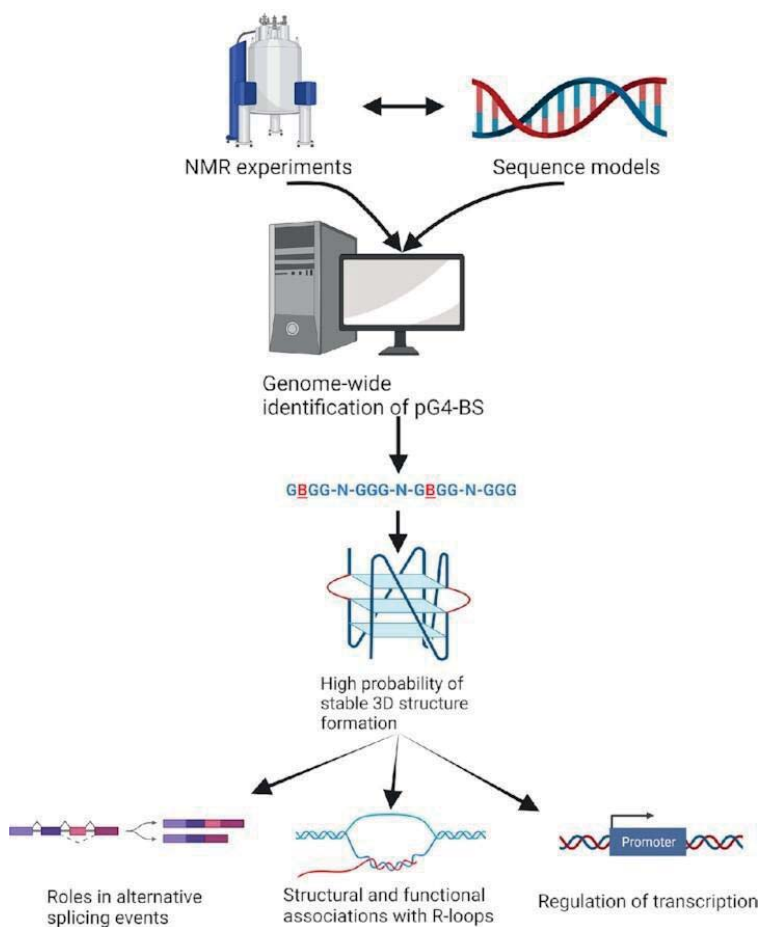 NMR experiments
Sequence models
Genome-wide
identification of pG4-BS
GBGG-N-GGG-N-GBGG-N-GGG
High probability of
stable 3D structure
formation
Promoter
Roles in alternative
splicing events
Structural and functional
associations with R-loops
Regulation of transcription